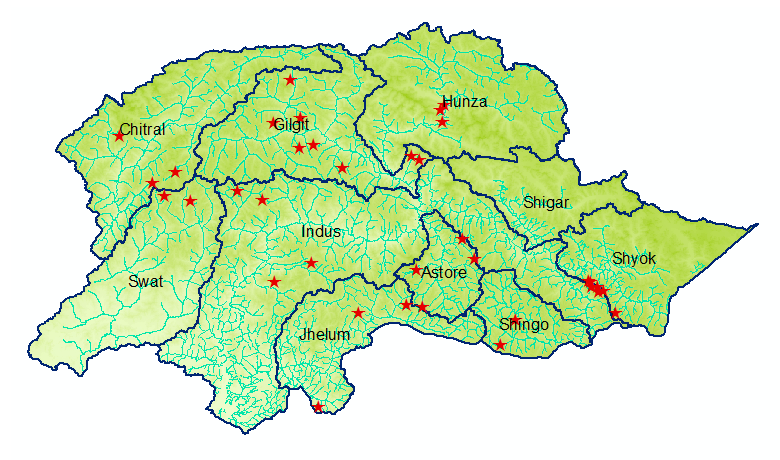 Hunza
Chitral
Gilgit
Shigar
Indus
Shyok
Astore
Swat
Shingo
Jhelum